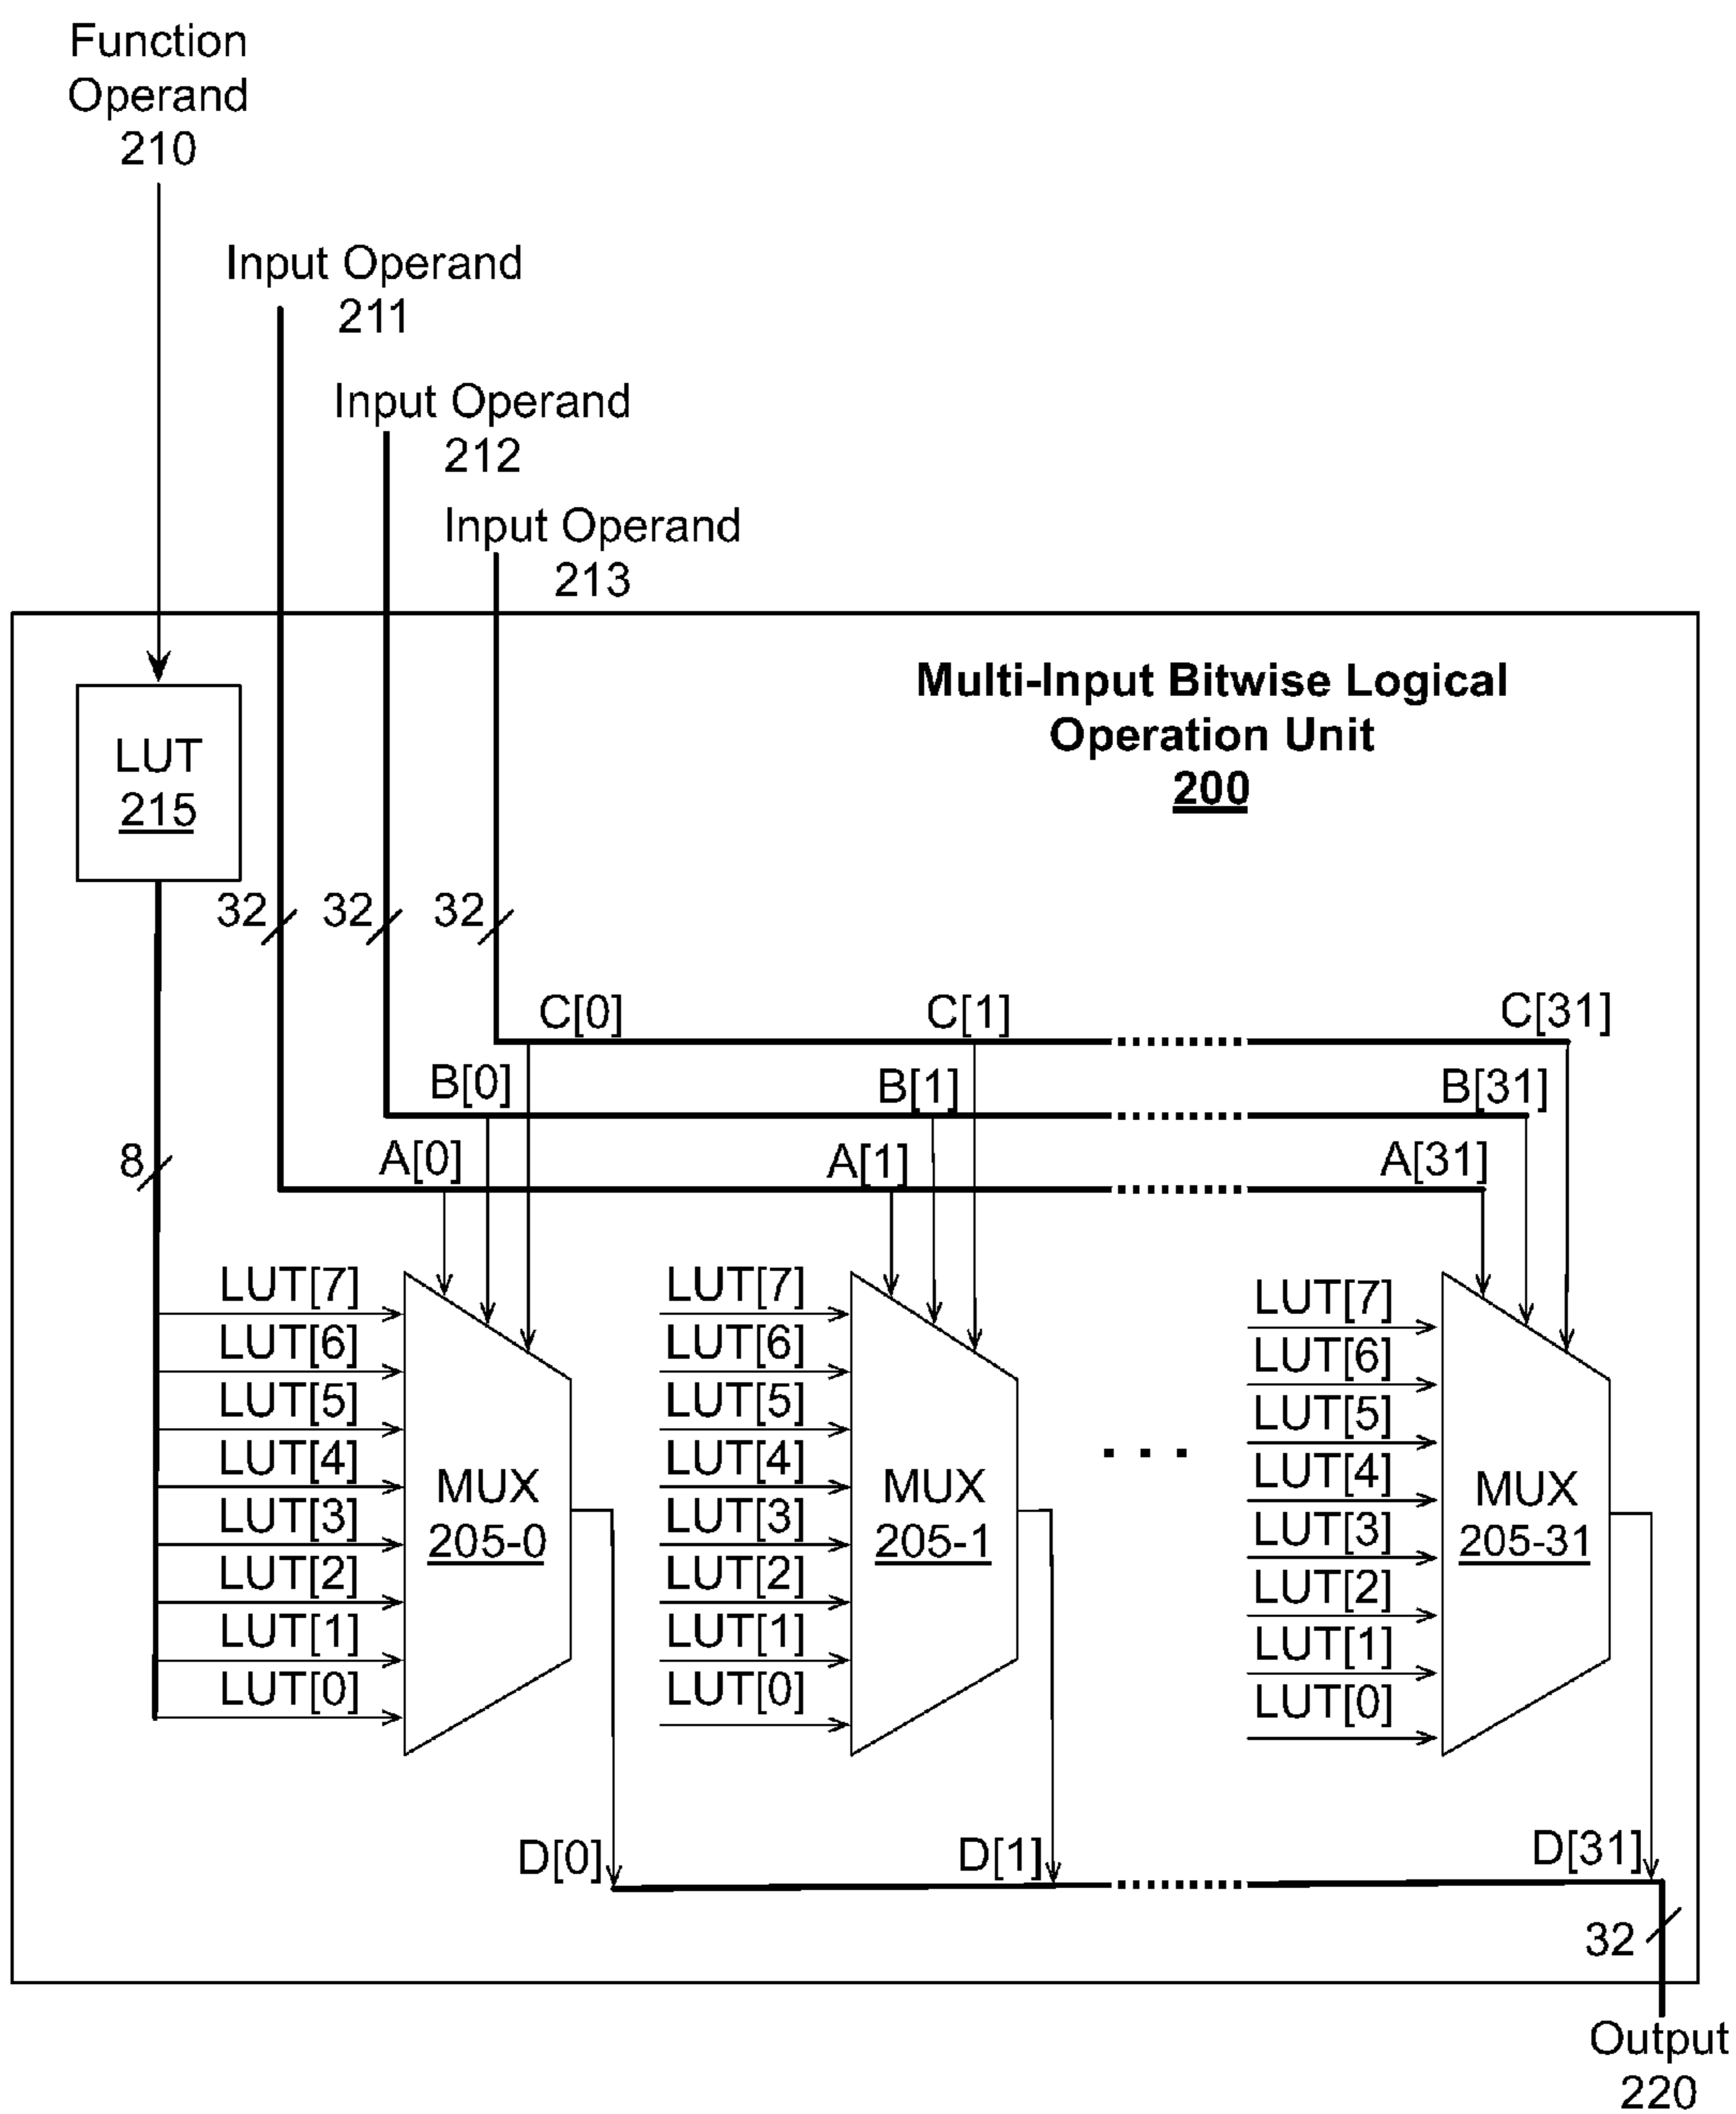 Function
Operand
210
Input Operand
211
Input Operand
212
Input Operand
213
Multi-Input Bitwise Logical
Operation Unit
200
LUT
215
32 32 32
C[0] C[1] C[31]
B[0] B[1] B[31]
8 A[0] A[1] A[31]
LUT[7] LUT[7] LUT[7]
LUT[6] LUT[6] LUT[6]
LUT[5] LUT[5] LUT[5]
LUT[4] LUT[4] LUT[4]
MUX MUX MUX
LUT[3] LUT[3] LUT[3]
205-0 205-1 205-31
LUT[2] LUT[2] LUT[2]
LUT[1] LUT[1] LUT[1]
LUT[0] LUT[0] LUT[0]
D[0] D[1] D[31]
32
Output
220